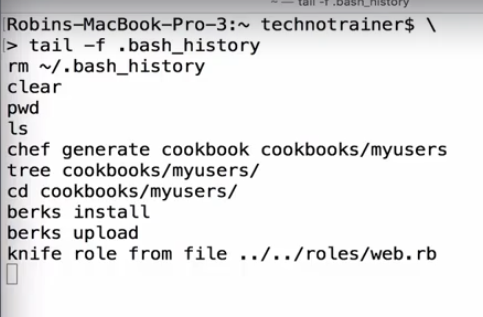 ~ — tail -f .bash_history
Robins-MacBook-Pro-3:~ technotrainer$ \
> tail -f .bash_history
rm ~/.bash_history
clear
pwd
ls
chef generate cookbook cookbooks/myusers
tree cookbooks/myusers/
cd cookbooks/myusers/
berks install
berks upload
knife role from file ../../roles/web.rb